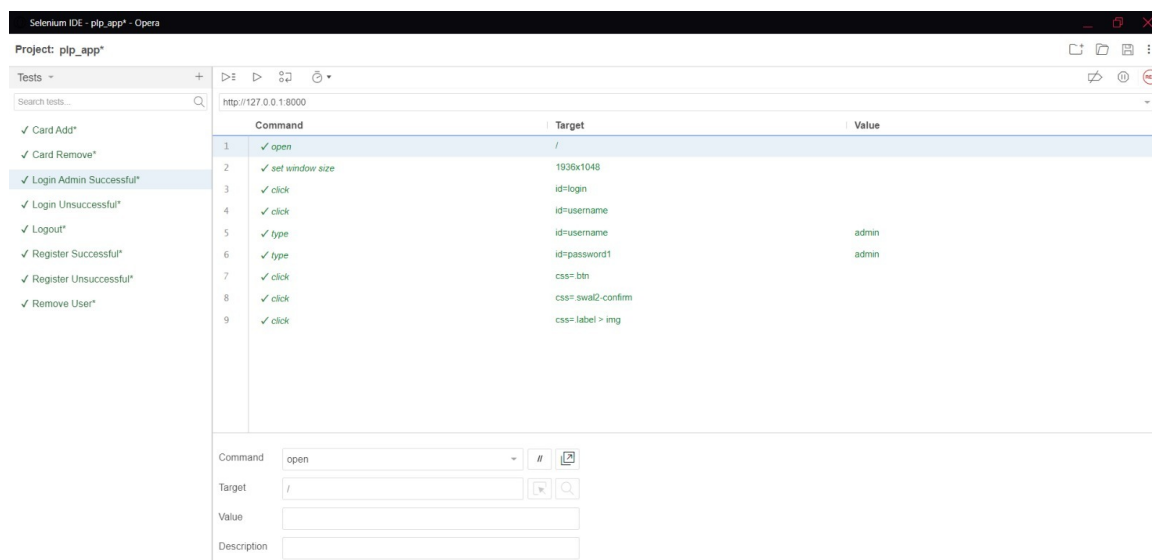 Selenium IDE - plp_app* - Opera
Project: plp_app*
Tests
Search tests...
http://127.0.0.1:8000
Command Target Value
✓ Card Add*
✓ Card Remove*
✓ Login Admin Successful*
✓ Login Unsuccessful*
✓ Logout*
✓ Register Successful*
✓ Register Unsuccessful*
✓ Remove User*
1 ✓ open /
2 ✓ set window size 1936x1048
3 ✓ click id=login
4 ✓ click id=username
5 ✓ type id=username admin
6 ✓ type id=password1 admin
7 ✓ click css=.btn
8 ✓ click css=.swal2-confirm
9 ✓ click css=.label > img
Command open //
Target /
Value
Description